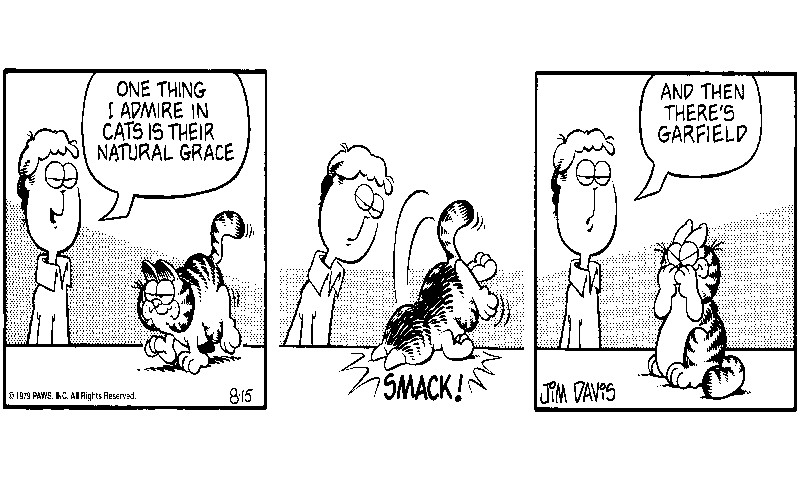 ONE THING
I ADMIRE IN
CATS IS THEIR
NATURAL GRACE
© 1979 PAWS, INC. All Rights Reserved.
8-15
SMACK!
AND THEN
THERE'S
GARFIELD
JIM DAVIS